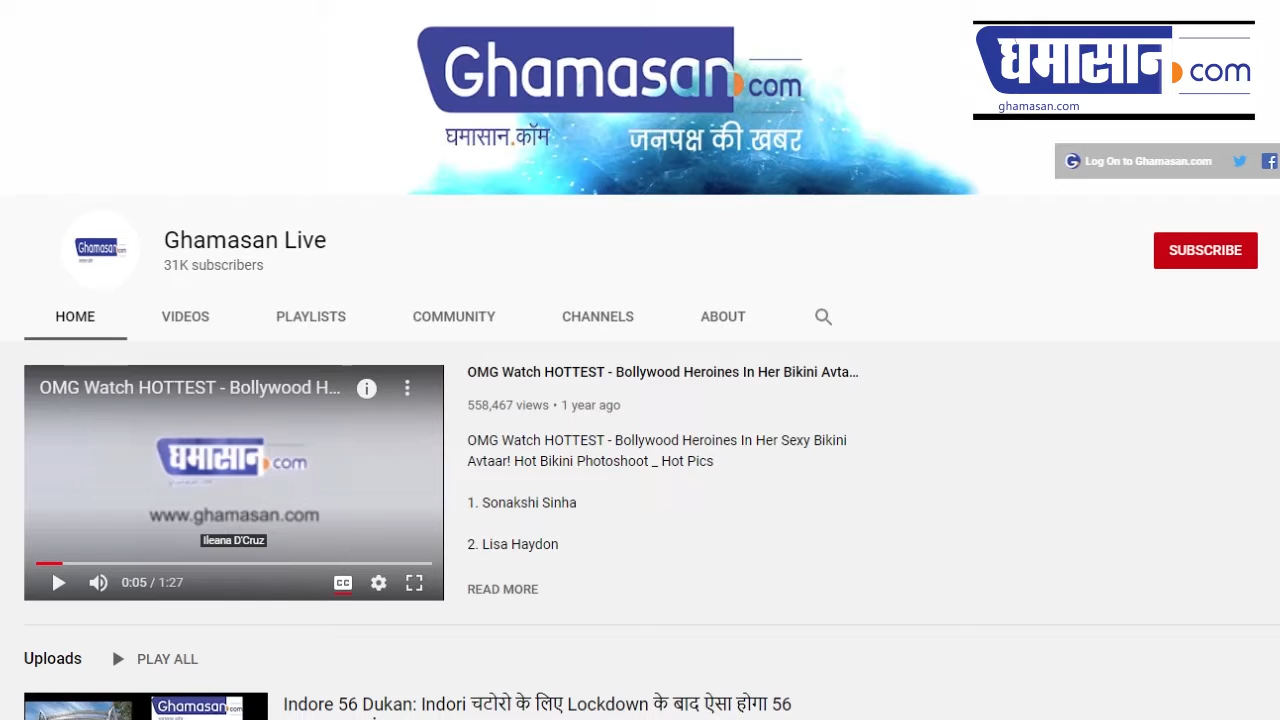 Ghamasan.com
घमासान.कॉम
जनपक्ष की खबर
घमासान.com
ghamasan.com
Log On to Ghamasan.com
Ghamasan.com
Ghamasan Live
31K subscribers
SUBSCRIBE
HOME VIDEOS PLAYLISTS COMMUNITY CHANNELS ABOUT
OMG Watch HOTTEST - Bollywood H...
घमासान.com
www.ghamasan.com
Ileana D'Cruz
0:05 / 1:27
CC
OMG Watch HOTTEST - Bollywood Heroines In Her Bikini Avta...
558,467 views • 1 year ago
OMG Watch HOTTEST - Bollywood Heroines In Her Sexy Bikini
Avtaar! Hot Bikini Photoshoot _ Hot Pics
1. Sonakshi Sinha
2. Lisa Haydon
READ MORE
Uploads PLAY ALL
Ghamasan.com
Indore 56 Dukan: Indori चटोरो के लिए Lockdown के बाद ऐसा होगा 56